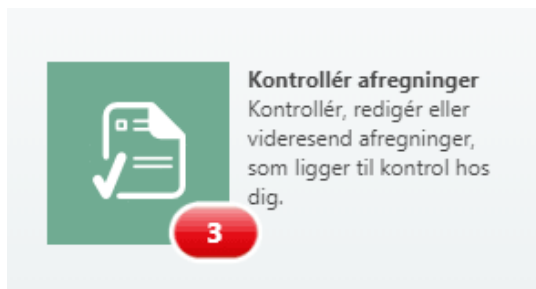 Kontrollér afregninger
Kontrollér, redigér eller
videresend afregninger,
som ligger til kontrol hos
dig.
3